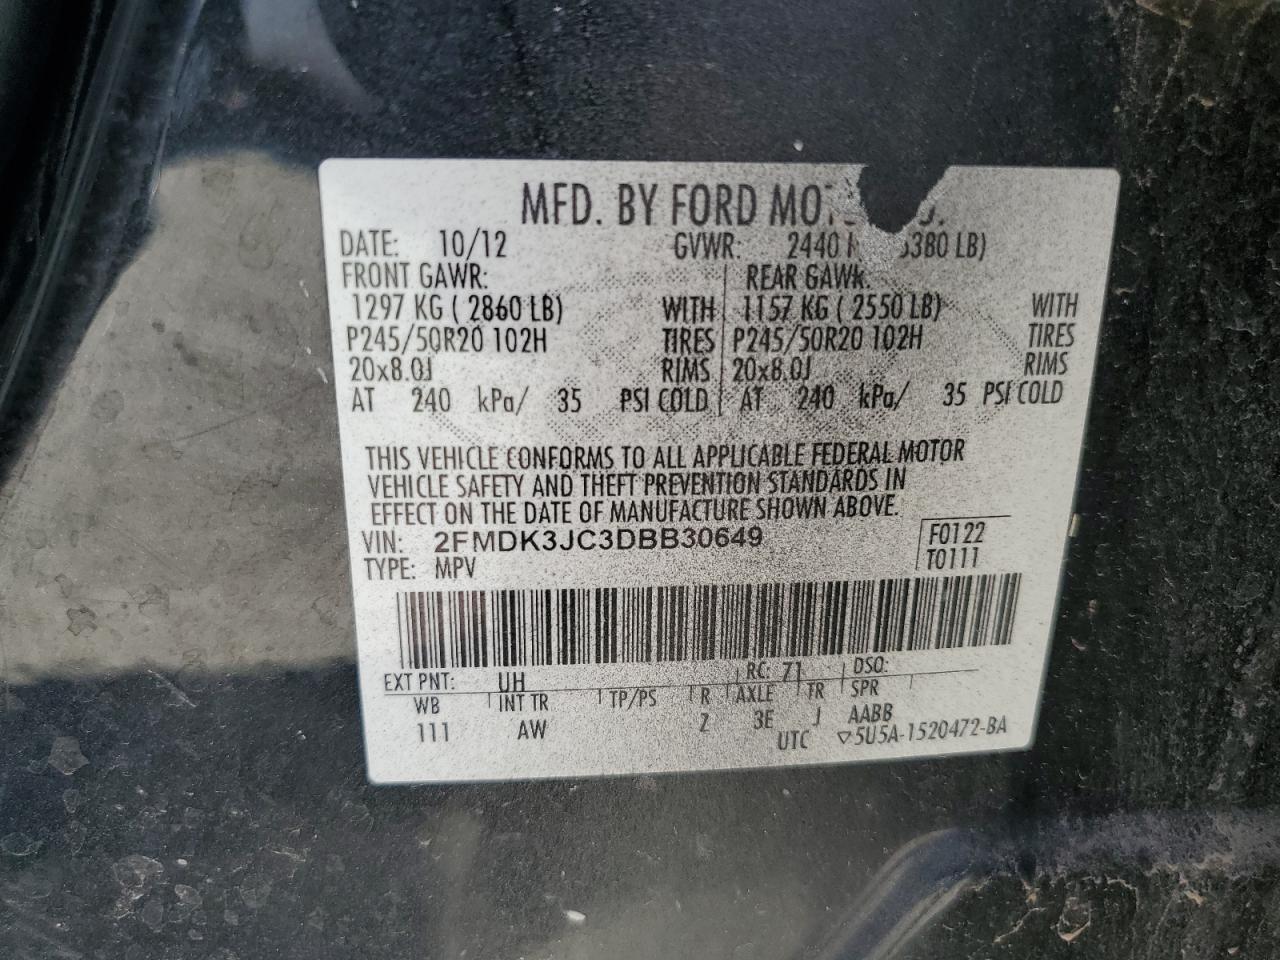 MFD. BY FORD
DATE: 10/12 GVWR: 2440 LB)
FRONT GAWR: REAR GAWR:
1297 KG ( 2860 LB) WITH 1157 KG ( 2550 LB) WITH
P245/50R20 102H TIRES P245/50R20 102H TIRES
20x8.0J RIMS 20x8.0J RIMS
AT 240 kPa/ 35 PSI COLD AT 240 kPa/ 35 PSI COLD
THIS VEHICLE CONFORMS TO ALL APPLICABLE FEDERAL MOTOR
VEHICLE SAFETY AND THEFT PREVENTION STANDARDS IN
EFFECT ON THE DATE OF MANUFACTURE SHOWN ABOVE.
VIN: 2FMDK3JC3DBB30649 F0122
TYPE: MPV T0111
EXT PNT: UH RC: 71 DSO:
WB INT TR TP/PS R AXLE TR SPR
111 AW 2 3E J AABB
UTC ▽5U5A-1520472-BA